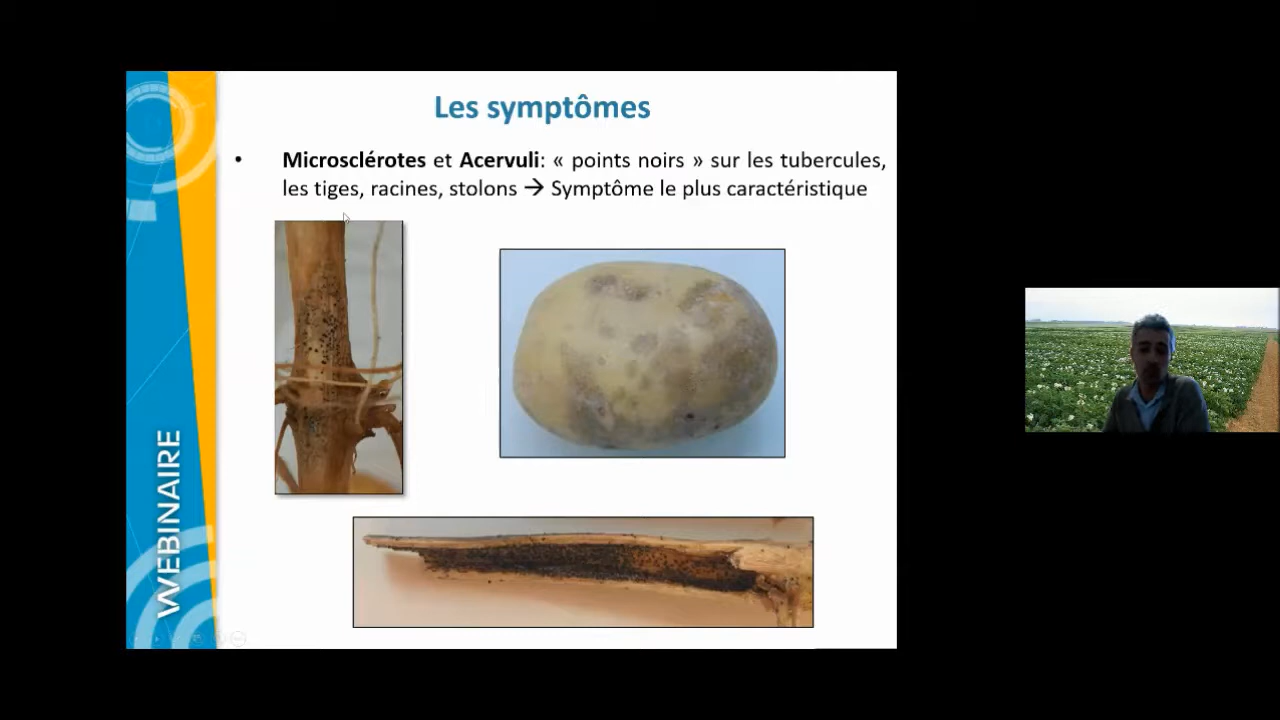 Les symptômes
• Microsclérotes et Acervuli: « points noirs » sur les tubercules,
les tiges, racines, stolons → Symptôme le plus caractéristique
WEBINAIRE